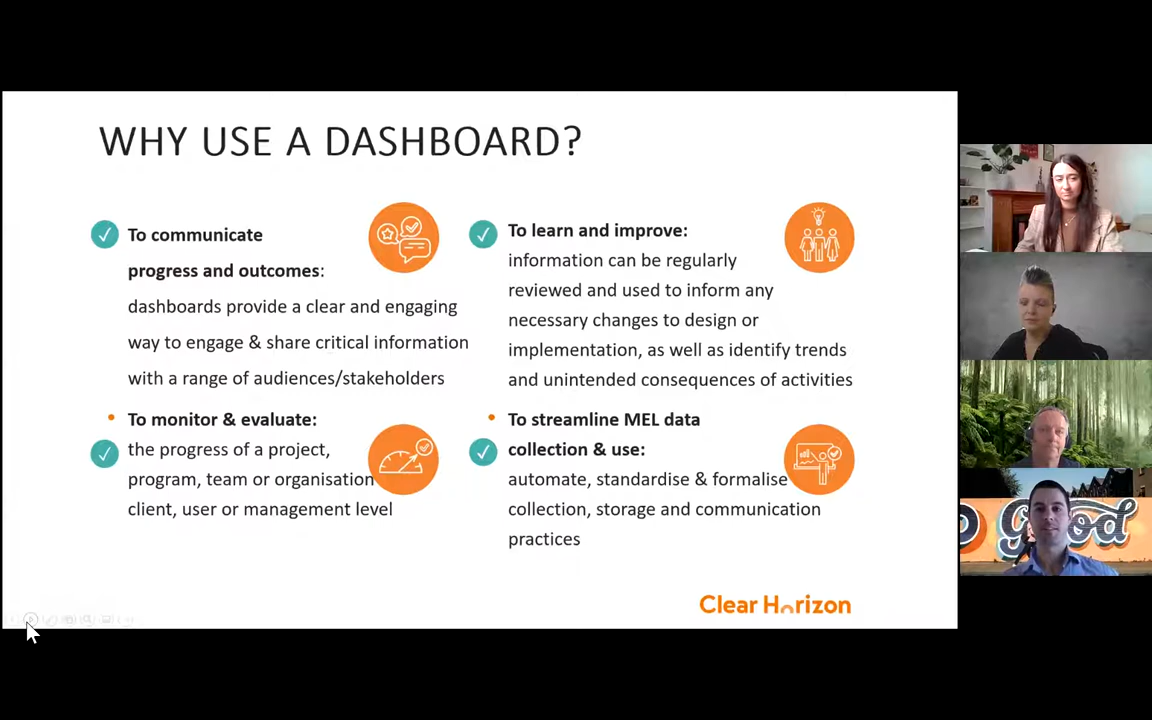 WHY USE A DASHBOARD?
To communicate
progress and outcomes:
dashboards provide a clear and engaging
way to engage & share critical information
with a range of audiences/stakeholders
• To monitor & evaluate:
the progress of a project,
program, team or organisation
client, user or management level
To learn and improve:
information can be regularly
reviewed and used to inform any
necessary changes to design or
implementation, as well as identify trends
and unintended consequences of activities
• To streamline MEL data
collection & use:
automate, standardise & formalise
collection, storage and communication
practices
Clear Horizon
Good